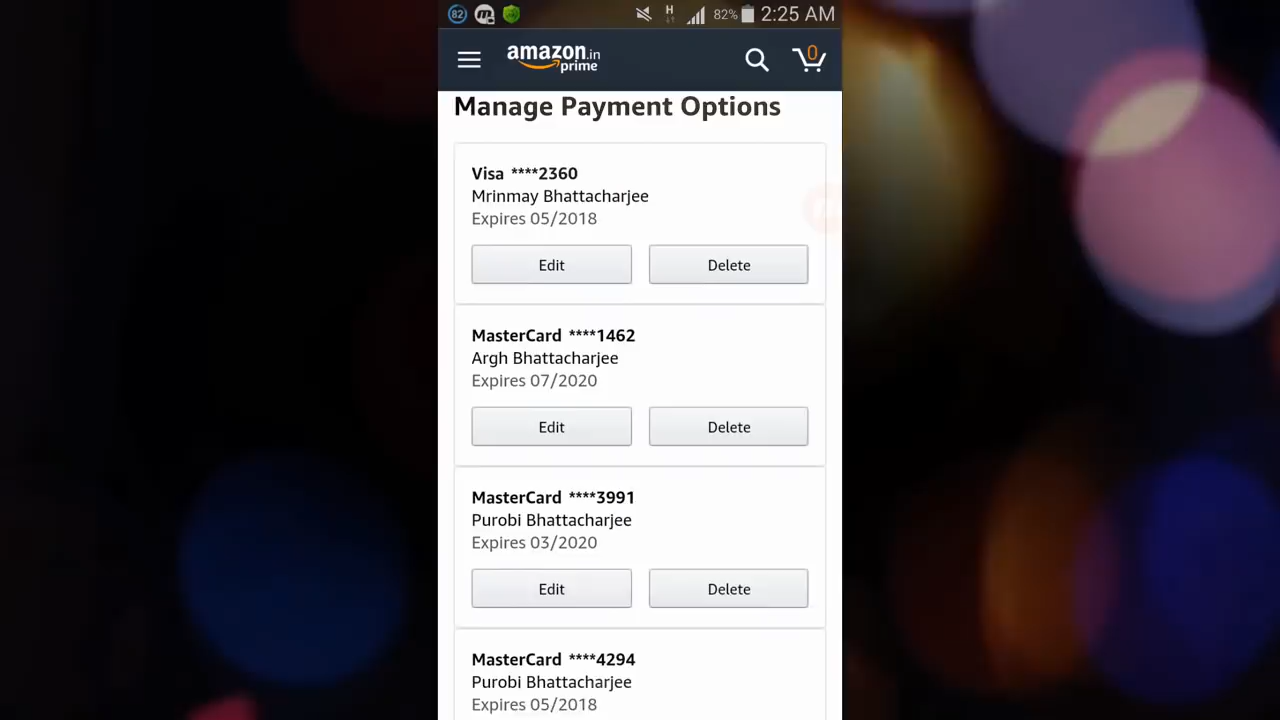 82
H
82%
2:25 AM
amazon.in
prime
0
Manage Payment Options
Visa ****2360
Mrinmay Bhattacharjee
Expires 05/2018
Edit
Delete
MasterCard ****1462
Argh Bhattacharjee
Expires 07/2020
Edit
Delete
MasterCard ****3991
Purobi Bhattacharjee
Expires 03/2020
Edit
Delete
MasterCard ****4294
Purobi Bhattacharjee
Expires 05/2018